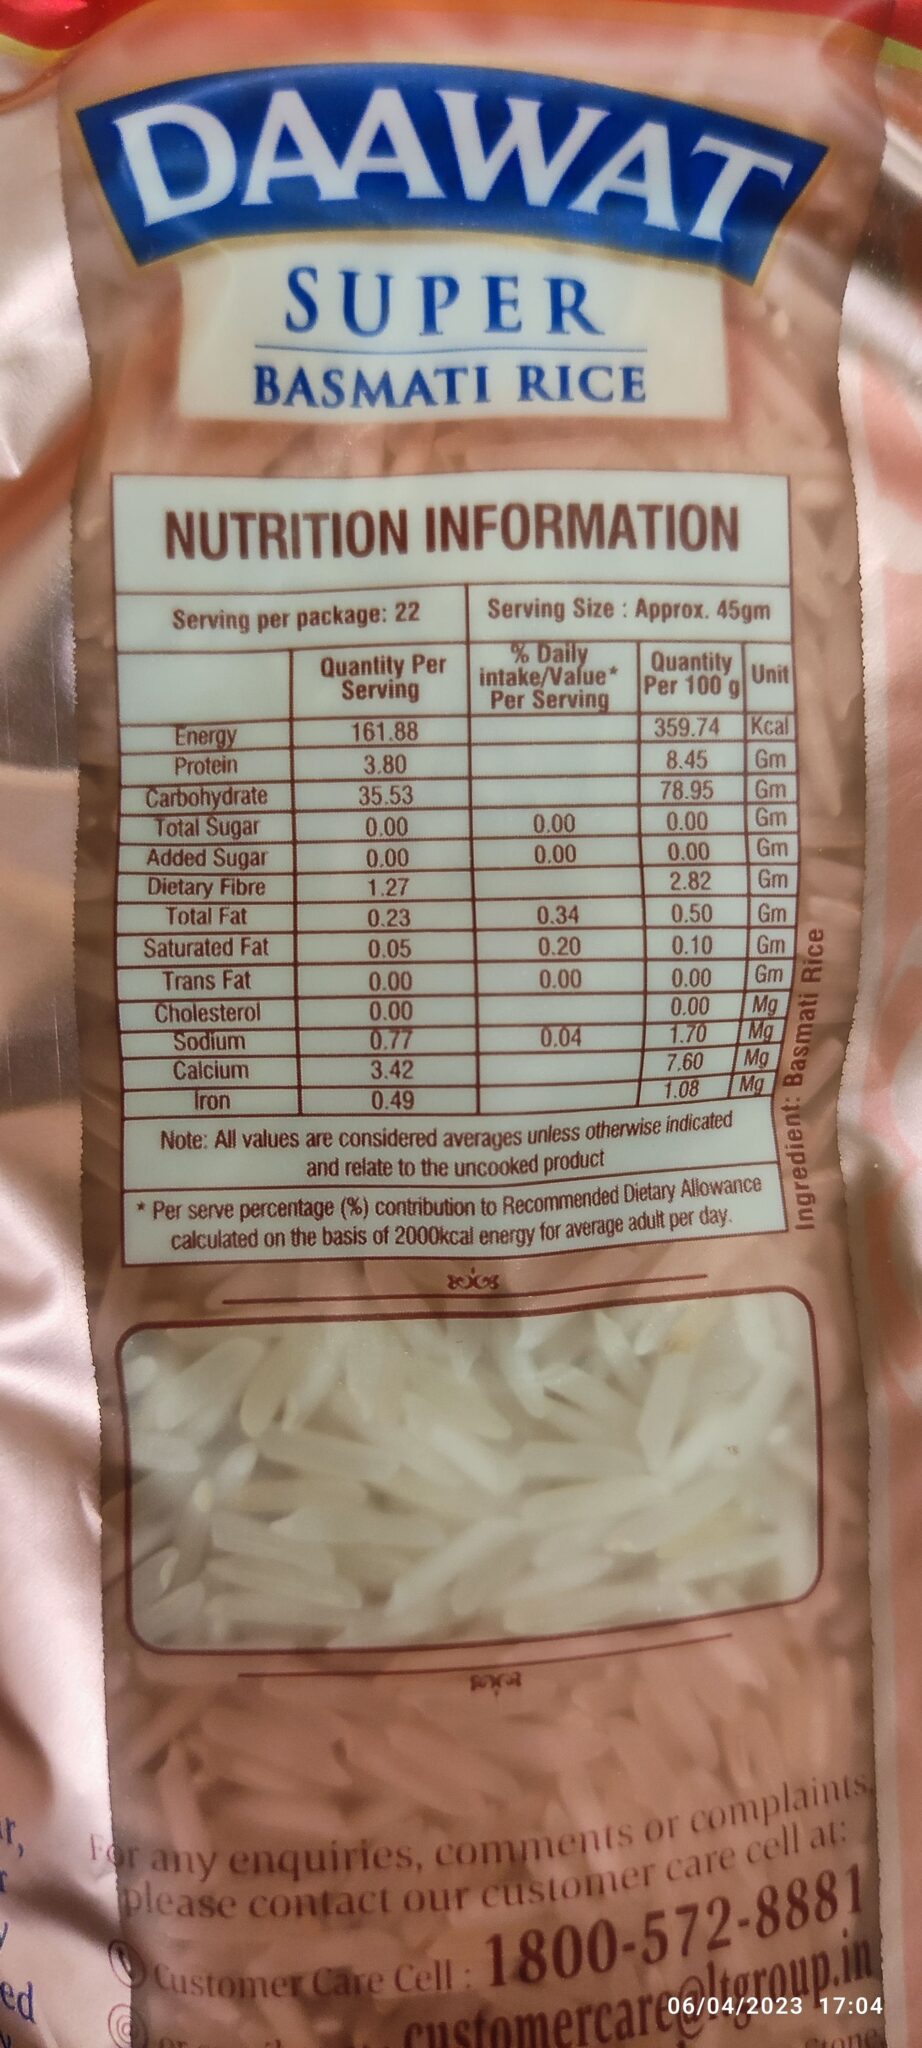 DAAWAT
SUPER
BASMATI RICE
NUTRITION INFORMATION
Serving per package: 22 Serving Size : Approx. 45gm
Quantity Per Serving % Daily intake/Value* Per Serving Quantity Per 100 g Unit
Energy 161.88 359.74 Kcal
Protein 3.80 8.45 Gm
Carbohydrate 35.53 78.95 Gm
Total Sugar 0.00 0.00 0.00 Gm
Added Sugar 0.00 0.00 0.00 Gm
Dietary Fibre 1.27 2.82 Gm
Total Fat 0.23 0.34 0.50 Gm
Saturated Fat 0.05 0.20 0.10 Gm
Trans Fat 0.00 0.00 0.00 Gm
Cholesterol 0.00 0.00 Mg
Sodium 0.77 0.04 1.70 Mg
Calcium 3.42 7.60 Mg
Iron 0.49 1.08 Mg
Note: All values are considered averages unless otherwise indicated
and relate to the uncooked product
* Per serve percentage (%) contribution to Recommended Dietary Allowance
calculated on the basis of 2000kcal energy for average adult per day.
Ingredient: Basmati Rice
For any enquiries, comments or complaints,
please contact our customer care cell at:
Customer Care Cell : 1800-572-8881
customercare@ltgroup.in
06/04/2023 17:04